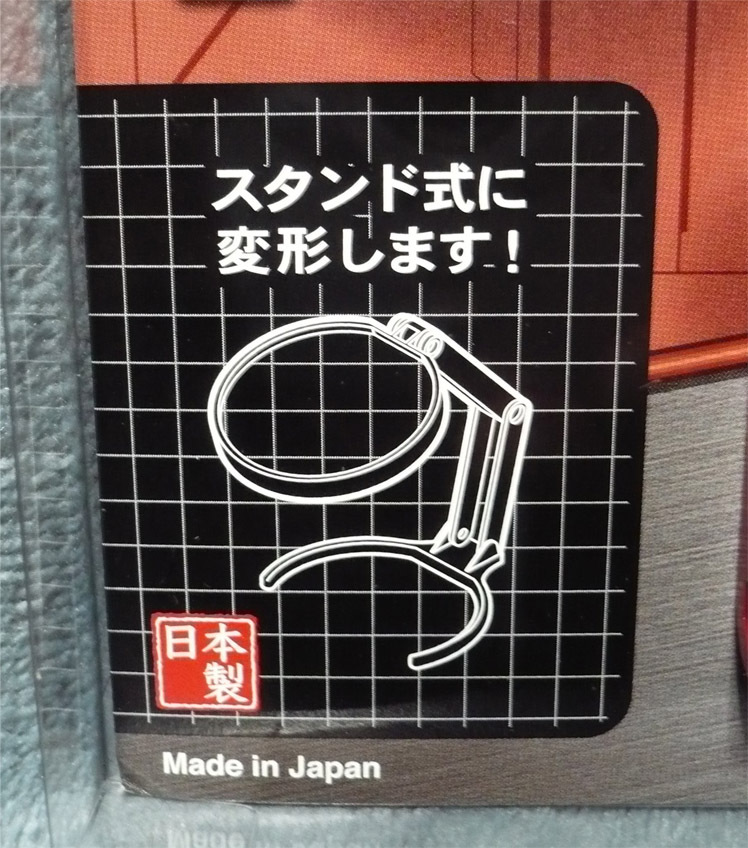 スタンド式に
変形します!
日本
製
Made in Japan